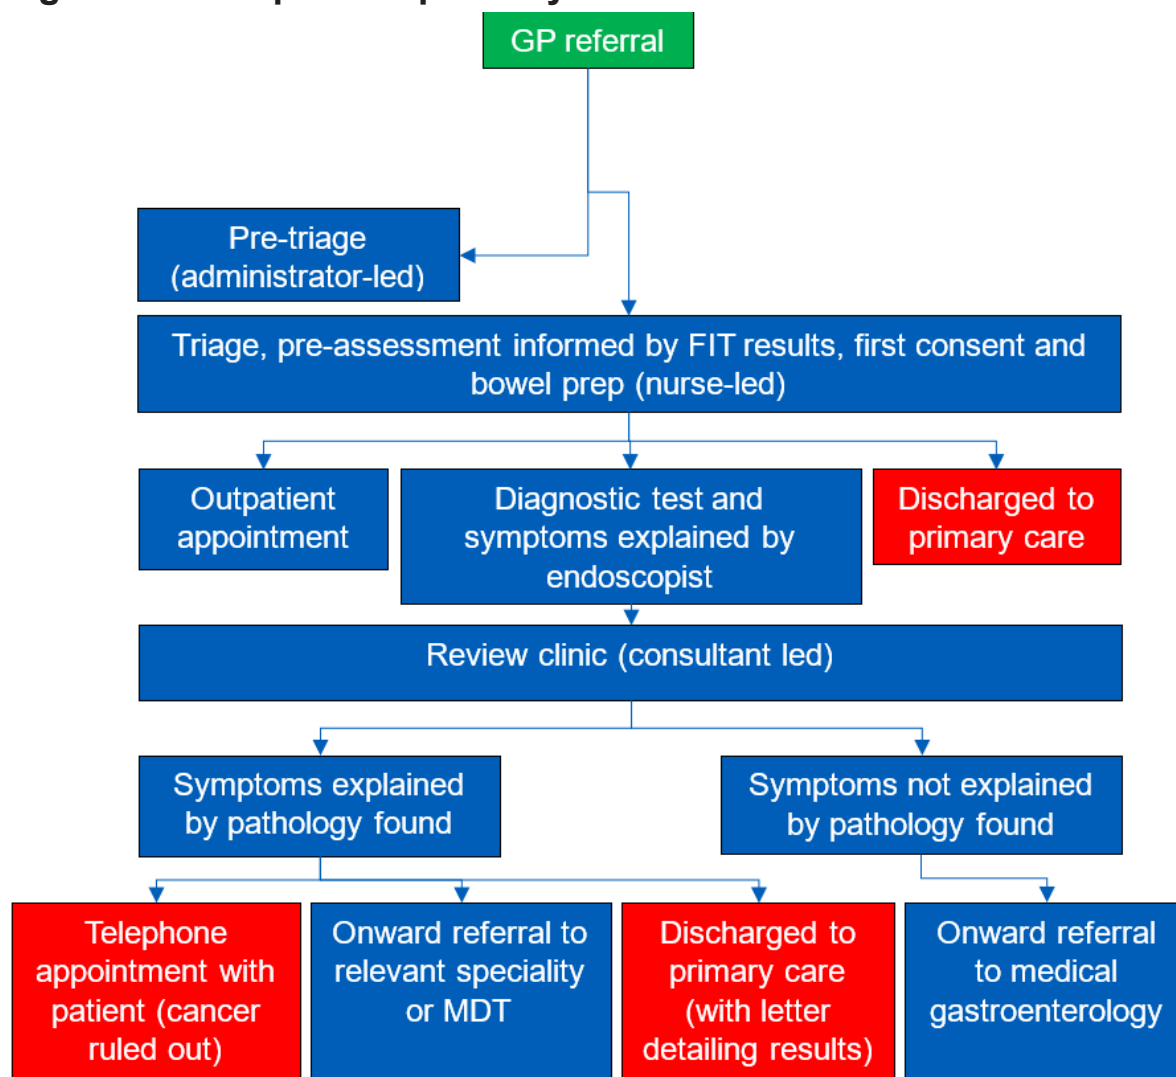 GP referral
Pre-triage
(administrator-led)
Triage, pre-assessment informed by FIT results, first consent and
bowel prep (nurse-led)
Outpatient
appointment
Diagnostic test and
symptoms explained by
endoscopist
Discharged to
primary care
Review clinic (consultant led)
Symptoms explained
by pathology found
Symptoms not explained
by pathology found
Telephone
appointment with
patient (cancer
ruled out)
Onward referral to
relevant speciality
or MDT
Discharged to
primary care
(with letter
detailing results)
Onward referral
to medical
gastroenterology